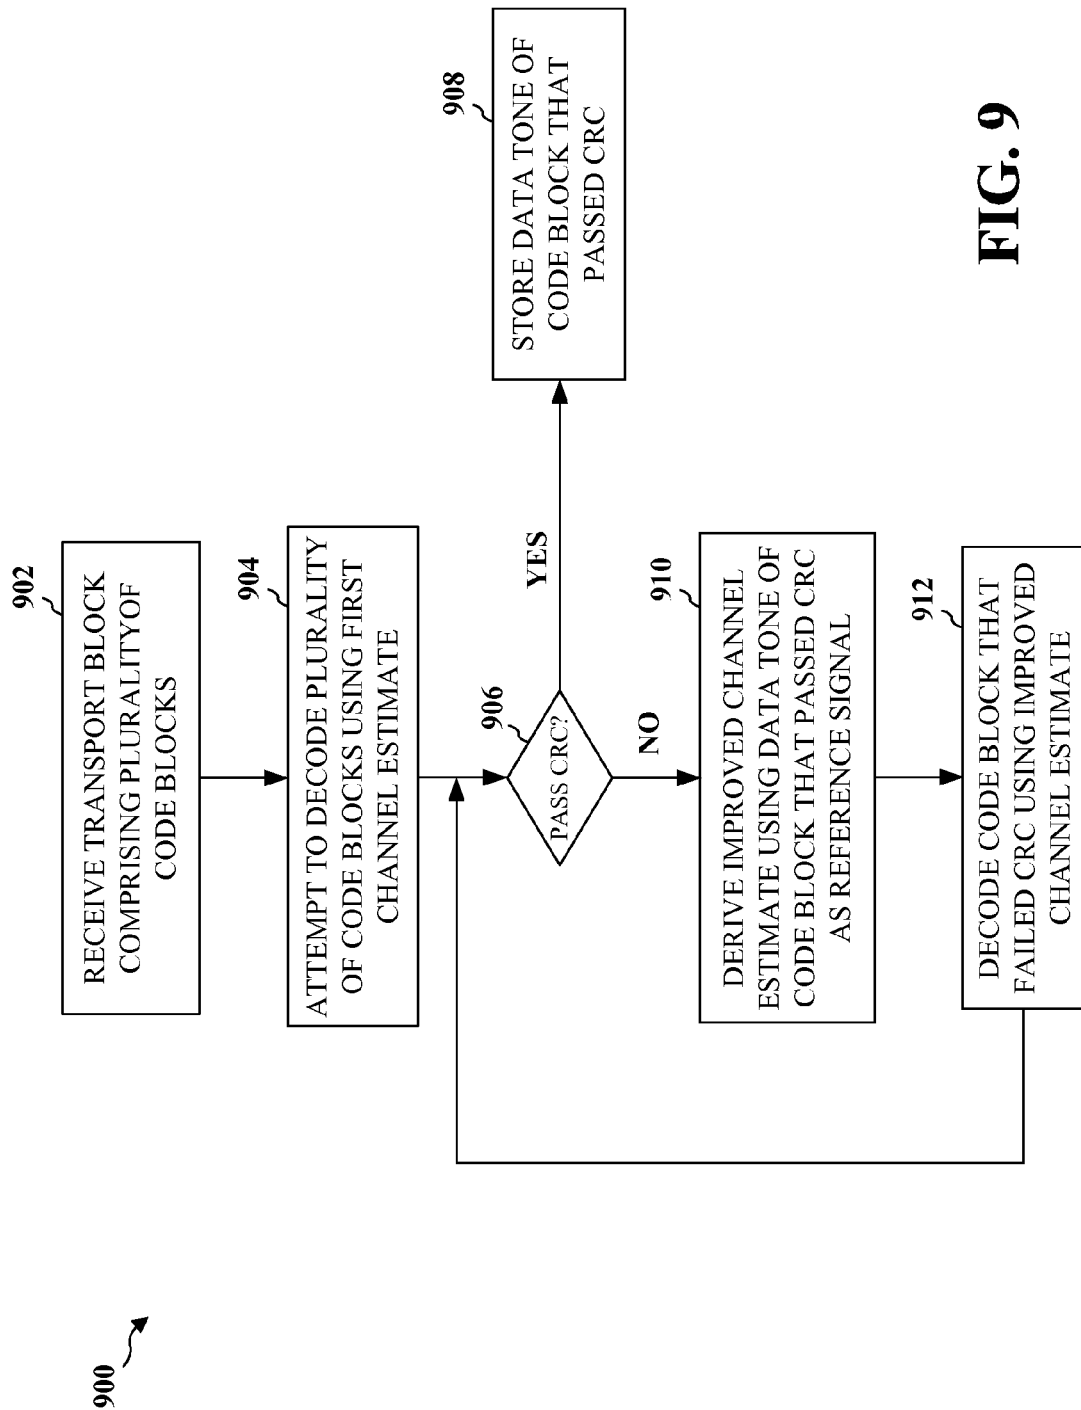 900
902
RECEIVE TRANSPORT BLOCK
COMPRISING PLURALITYOF
CODE BLOCKS
904
ATTEMPT TO DECODE PLURALITY
OF CODE BLOCKS USING FIRST
CHANNEL ESTIMATE
906
PASS CRC?
YES
NO
908
STORE DATA TONE OF
CODE BLOCK THAT
PASSED CRC
910
DERIVE IMPROVED CHANNEL
ESTIMATE USING DATA TONE OF
CODE BLOCK THAT PASSED CRC
AS REFERENCE SIGNAL
912
DECODE CODE BLOCK THAT
FAILED CRC USING IMPROVED
CHANNEL ESTIMATE
FIG. 9